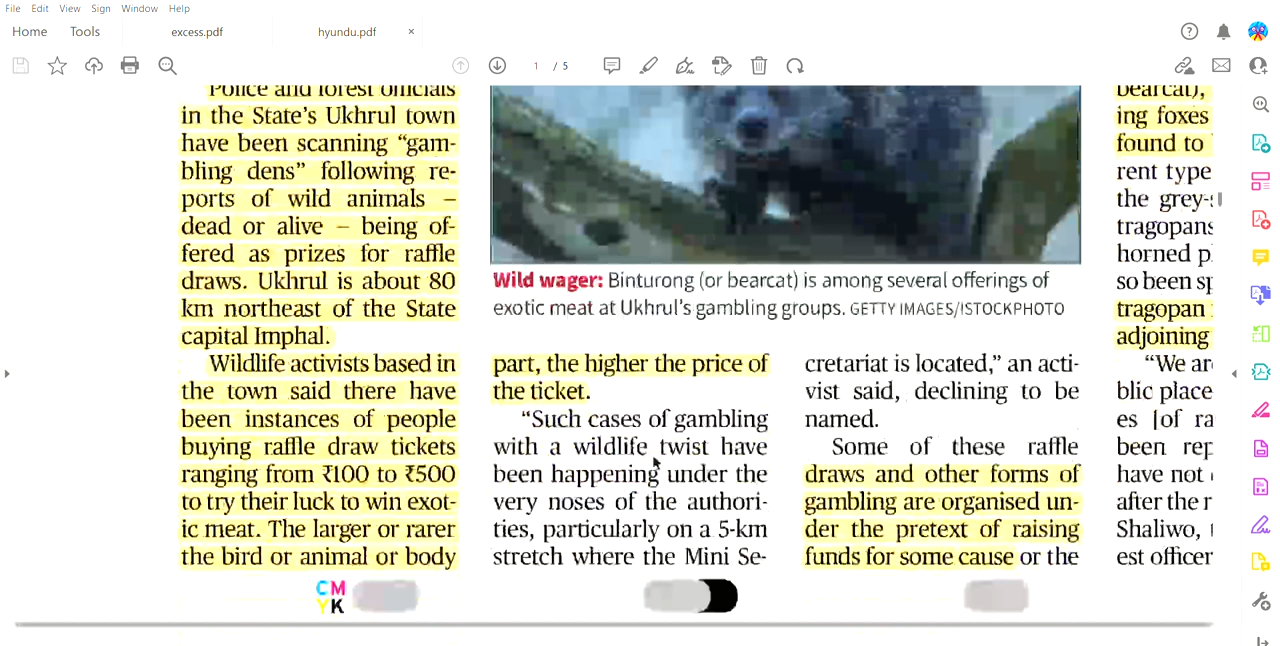 File Edit View Sign Window Help
Home Tools excess.pdf hyundu.pdf ×
1 / 5
Police and forest officials
in the State's Ukhrul town
have been scanning "gam-
bling dens" following re-
ports of wild animals –
dead or alive – being of-
fered as prizes for raffle
draws. Ukhrul is about 80
km northeast of the State
capital Imphal.
Wildlife activists based in
the town said there have
been instances of people
buying raffle draw tickets
ranging from ₹100 to ₹500
to try their luck to win exot-
ic meat. The larger or rarer
the bird or animal or body
Wild wager: Binturong (or bearcat) is among several offerings of
exotic meat at Ukhrul's gambling groups. GETTY IMAGES/ISTOCKPHOTO
part, the higher the price of
the ticket.
"Such cases of gambling
with a wildlife twist have
been happening under the
very noses of the authori-
ties, particularly on a 5-km
stretch where the Mini Se-
cretariat is located," an acti-
vist said, declining to be
named.
Some of these raffle
draws and other forms of
gambling are organised un-
der the pretext of raising
funds for some cause or the
bearcat),
ing foxes
found to
rent type
the grey-s
tragopans
horned p
so been sp
tragopan
adjoining
"We ar
blic place
es [of ra
been rep
have not
after the r
Shaliwo,
est officer
CM
YK